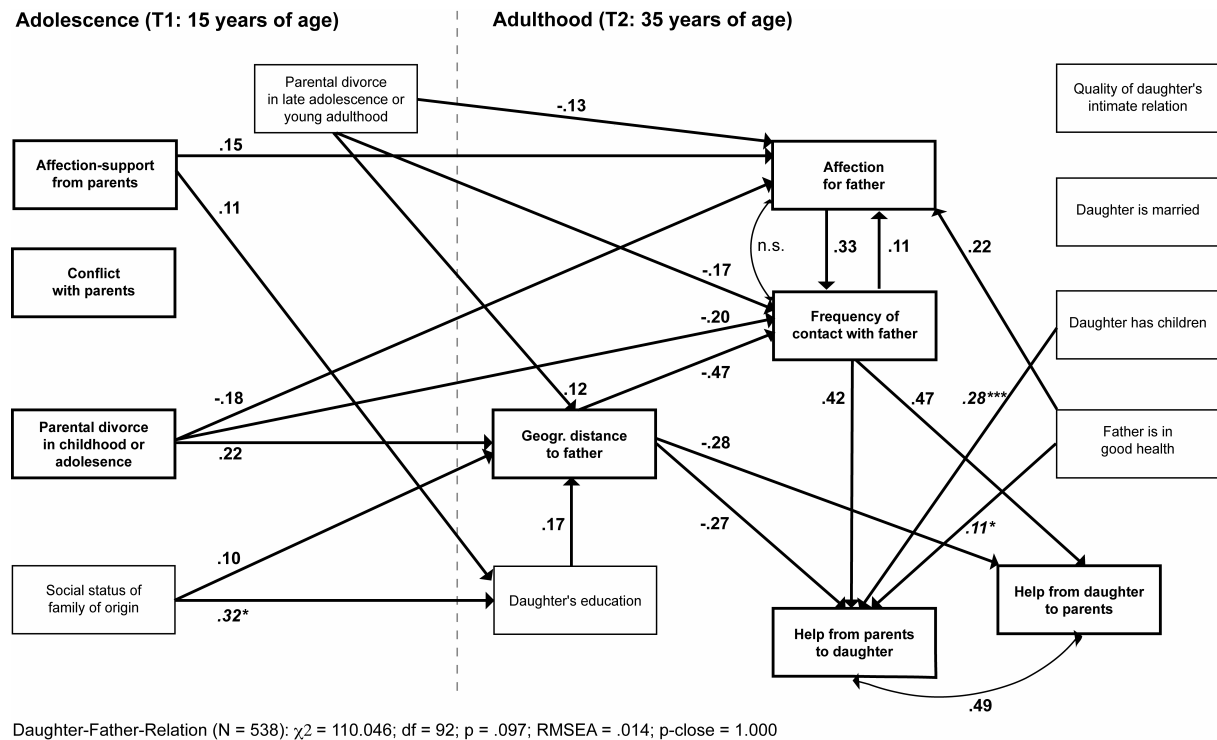 Adolescence (T1: 15 years of age)
Adulthood (T2: 35 years of age)
Parental divorce
in late adolescence or
young adulthood
Quality of daughter's
intimate relation
-.13
.15
Affection-support
from parents
Affection
for father
.11
Daughter is married
n.s.
.33
.11
.22
Conflict
with parents
-.17
-.20
Frequency of
contact with father
Daughter has children
-.47
-.18
.12
.42
.47
.28***
Parental divorce
in childhood or
adolesence
.22
Geogr. distance
to father
-.28
Father is in
good health
.17
-.27
.11*
.10
Social status of
family of origin
.32*
Daughter's education
Help from daughter
to parents
Help from parents
to daughter
.49
Daughter-Father-Relation (N = 538): χ2 = 110.046; df = 92; p = .097; RMSEA = .014; p-close = 1.000